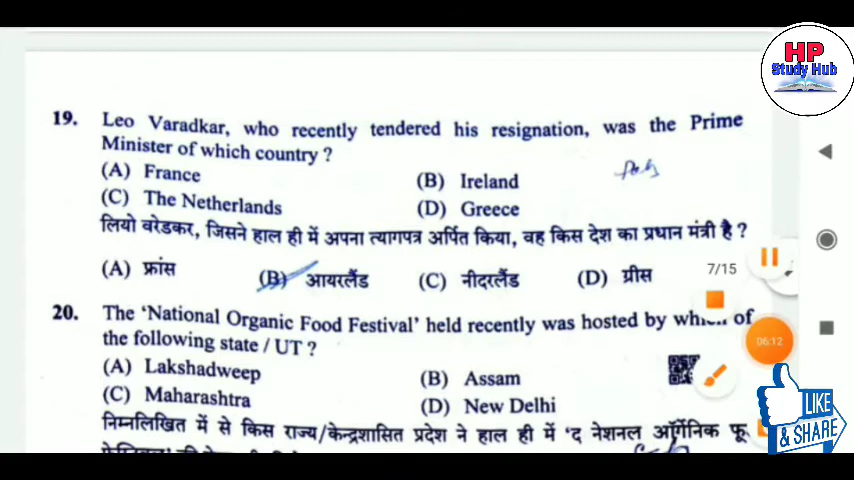 HP
Study Hub
19. Leo Varadkar, who recently tendered his resignation, was the Prime
Minister of which country ?
(A) France
(B) Ireland
(C) The Netherlands
(D) Greece
लियो वरेडकर, जिसने हाल ही में अपना त्यागपत्र अर्पित किया, वह किस देश का प्रधान मंत्री है ?
(A) फ्रांस
(B) आयरलैंड
(C) नीदरलैंड
(D) ग्रीस
7/15
20. The 'National Organic Food Festival' held recently was hosted by which of
the following state / UT ?
06:12
(A) Lakshadweep
(B) Assam
(C) Maharashtra
(D) New Delhi
निम्नलिखित में से किस राज्य/केन्द्रशासित प्रदेश ने हाल ही में 'द नेशनल ऑर्गेनिक फू
LIKE
& SHARE